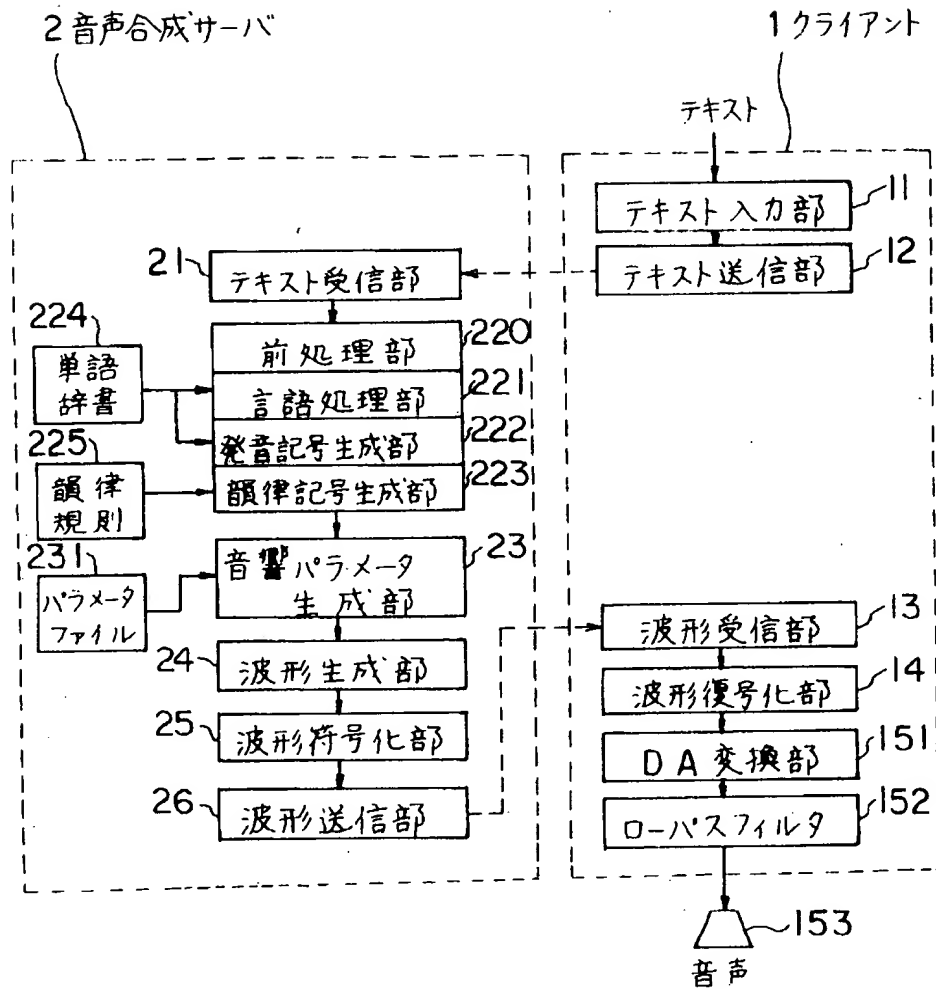 2 音声合成サーバ
1 クライアント
テキスト
テキスト入力部
11
テキスト送信部
12
21
テキスト受信部
224
単語
辞書
前処理部
220
言語処理部
221
発音記号生成部
222
225
韻律
規則
韻律記号生成部
223
231
パラメータ
ファイル
音響パラメータ
生成部
23
24
波形生成部
25
波形符号化部
26
波形送信部
波形受信部
13
波形復号化部
14
DA変換部
151
ローパスフィルタ
152
153
音声